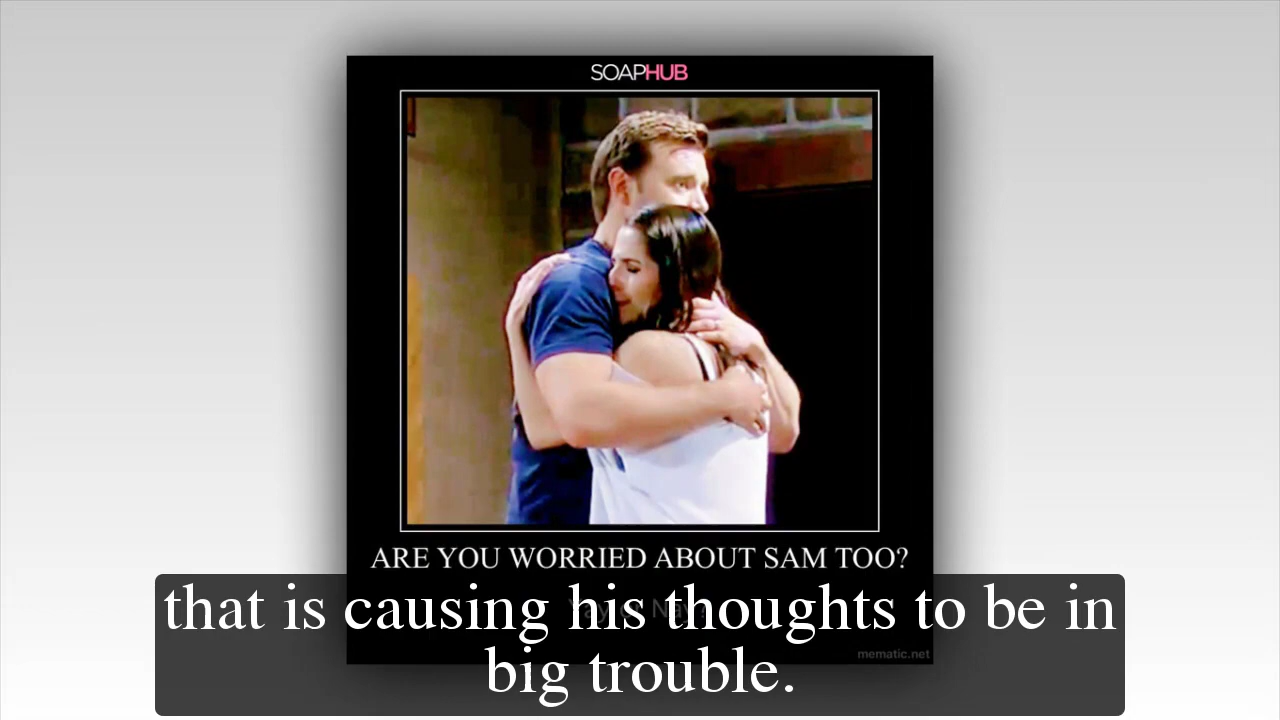 SOAPHUB
ARE YOU WORRIED ABOUT SAM TOO?
that is causing his thoughts to be in
big trouble.
mematic.net